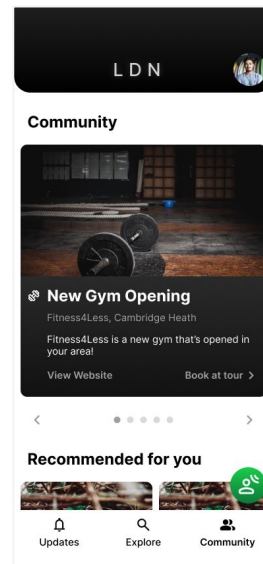 LDN
Community
New Gym Opening
Fitness4Less, Cambridge Heath
Fitness4Less is a new gym that's opened in
your area!
View Website Book at tour
Recommended for you
Updates Explore Community